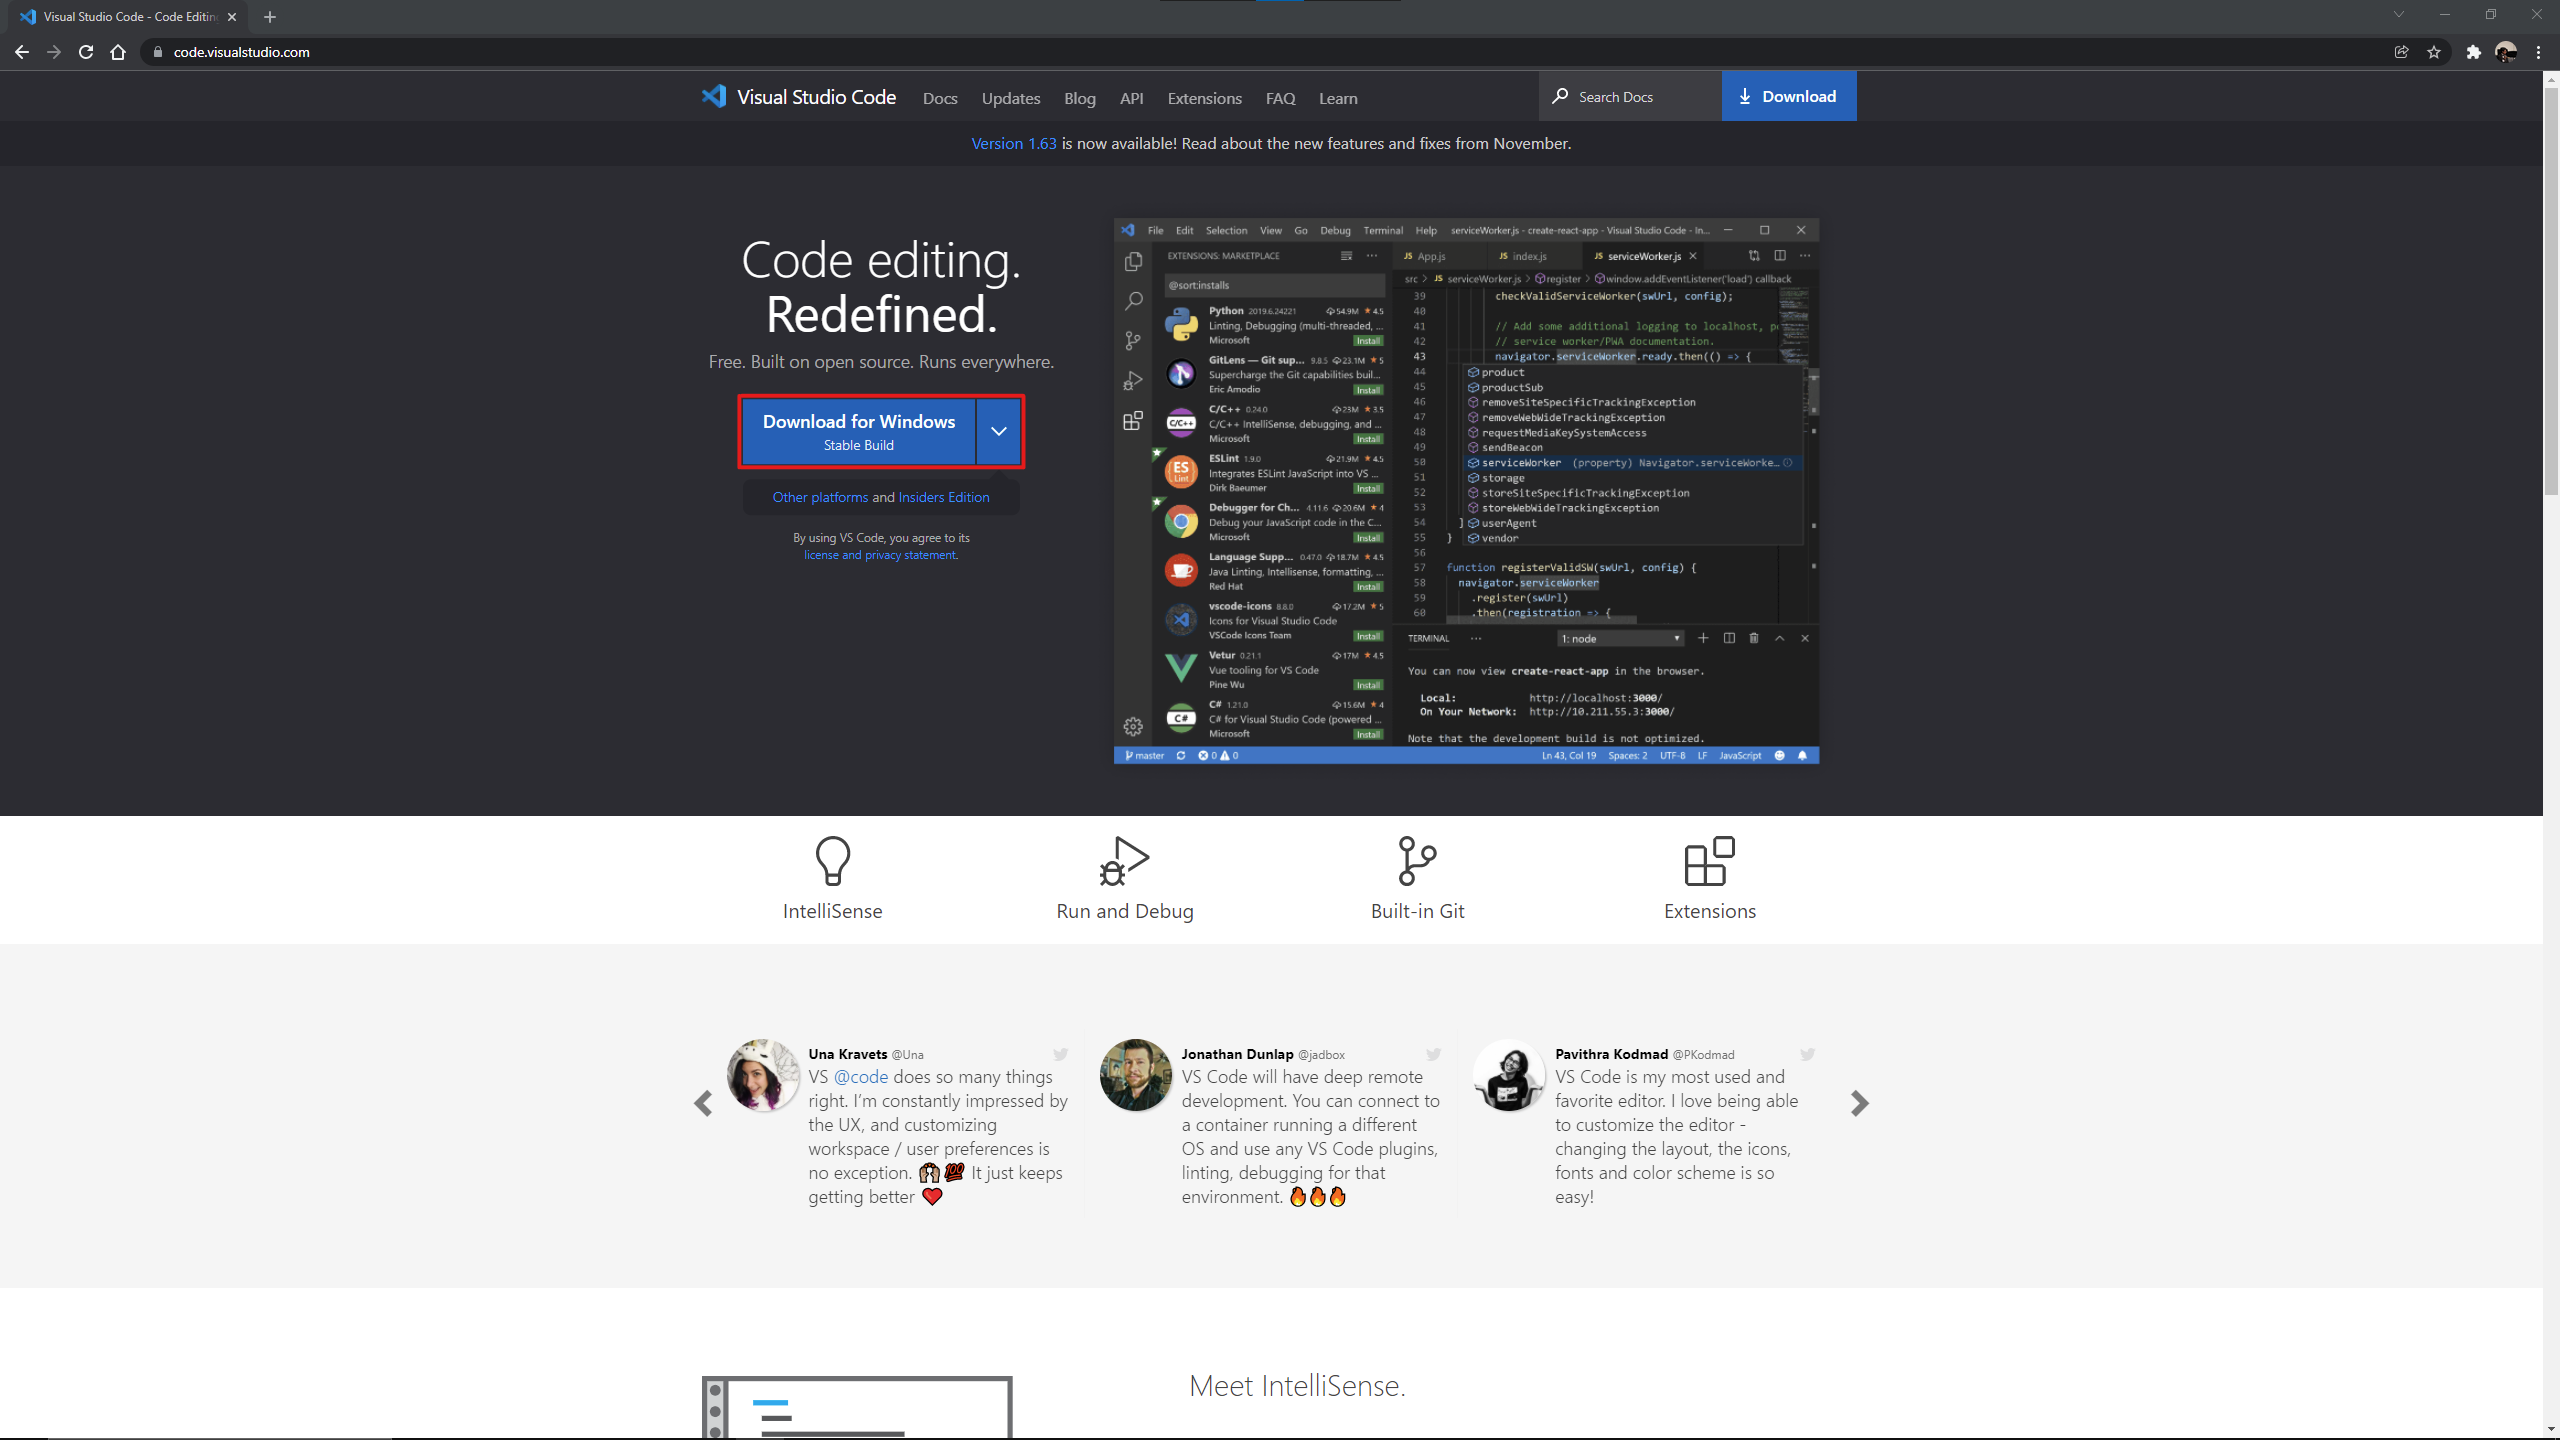 Visual Studio Code - Code Editin
code.visualstudio.com
Visual Studio Code
Docs
Updates
Blog
API
Extensions
FAQ
Learn
Search Docs
Download
Version 1.63 is now available! Read about the new features and fixes from November.
Code editing.
Redefined.
Free. Built on open source. Runs everywhere.
Download for Windows
Stable Build
Other platforms and Insiders Edition
By using VS Code, you agree to its
license and privacy statement.
File Edit Selection View Go Debug Terminal Help serviceWorker.js - create-react-app - Visual Studio Code - In...
EXTENSIONS: MARKETPLACE
@sort:installs
Python 2019.6.24221 54.9M 4.5
Linting, Debugging (multi-threaded, ...
Microsoft Install
GitLens — Git sup... 9.8.5 23.1M 5
Supercharge the Git capabilities buil...
Eric Amodio Install
C/C++ 0.24.0 23M 3.5
C/C++ IntelliSense, debugging, and ...
Microsoft Install
ESLint 1.9.0 21.9M 4.5
Integrates ESLint JavaScript into VS ...
Dirk Baeumer Install
Debugger for Ch... 4.11.6 20.6M 4
Debug your JavaScript code in the C...
Microsoft Install
Language Supp... 0.47.0 18.7M 4.5
Java Linting, Intellisense, formatting, ...
Red Hat Install
vscode-icons 8.8.0 17.2M 5
Icons for Visual Studio Code
VSCode Icons Team Install
Vetur 0.21.1 17M 4.5
Vue tooling for VS Code
Pine Wu Install
C# 1.21.0 15.6M 4
C# for Visual Studio Code (powered ...
Microsoft Install
JS App.js JS index.js JS serviceWorker.js
src > JS serviceWorker.js > register > window.addEventListener('load') callback
39 checkValidServiceWorker(swUrl, config);
40
41 // Add some additional logging to localhost, p
42 // service worker/PWA documentation.
43 navigator.serviceWorker.ready.then(() => {
44 product
45 productSub
46 removeSiteSpecificTrackingException
47 removeWebWideTrackingException
48 requestMediaKeySystemAccess
49 sendBeacon
50 serviceWorker (property) Navigator.serviceWorke...
51 storage
52 storeSiteSpecificTrackingException
53 storeWebWideTrackingException
54 ] userAgent
55 } vendor
56
57 function registerValidSW(swUrl, config) {
58 navigator.serviceWorker
59 .register(swUrl)
60 .then(registration => {
TERMINAL ... 1: node
You can now view create-react-app in the browser.
Local: http://localhost:3000/
On Your Network: http://10.211.55.3:3000/
Note that the development build is not optimized.
master 0 0 Ln 43, Col 19 Spaces: 2 UTF-8 LF JavaScript
IntelliSense
Run and Debug
Built-in Git
Extensions
Una Kravets @Una
VS @code does so many things
right. I’m constantly impressed by
the UX, and customizing
workspace / user preferences is
no exception. 🙌💯 It just keeps
getting better ❤️
Jonathan Dunlap @jadbox
VS Code will have deep remote
development. You can connect to
a container running a different
OS and use any VS Code plugins,
linting, debugging for that
environment. 🔥🔥🔥
Pavithra Kodmad @PKodmad
VS Code is my most used and
favorite editor. I love being able
to customize the editor -
changing the layout, the icons,
fonts and color scheme is so
easy!
Meet IntelliSense.